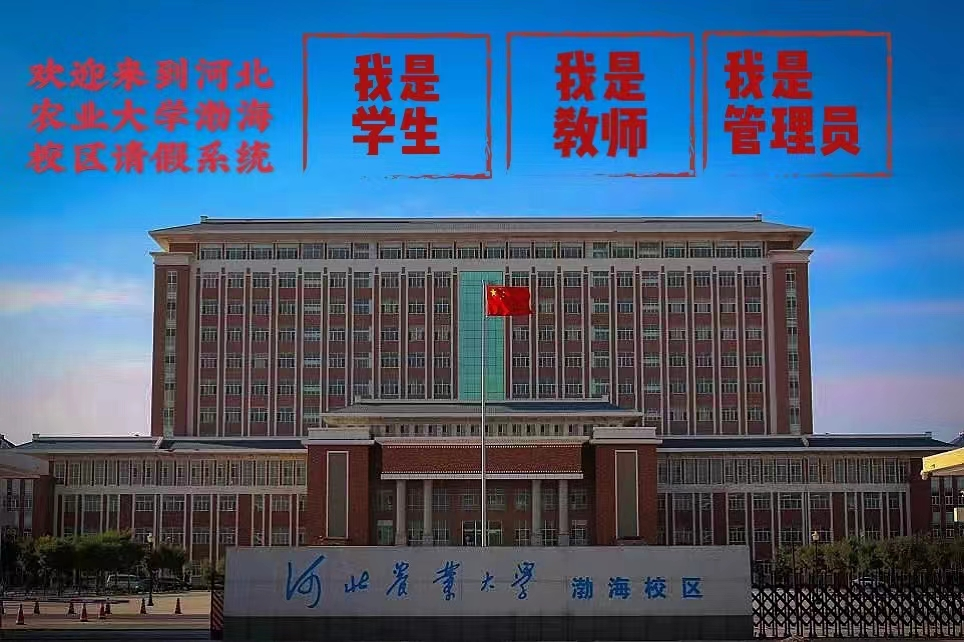 欢迎来到河北
农业大学渤海
校区请假系统
我是
学生
我是
教师
我是
管理员
河北农业大学 渤海校区